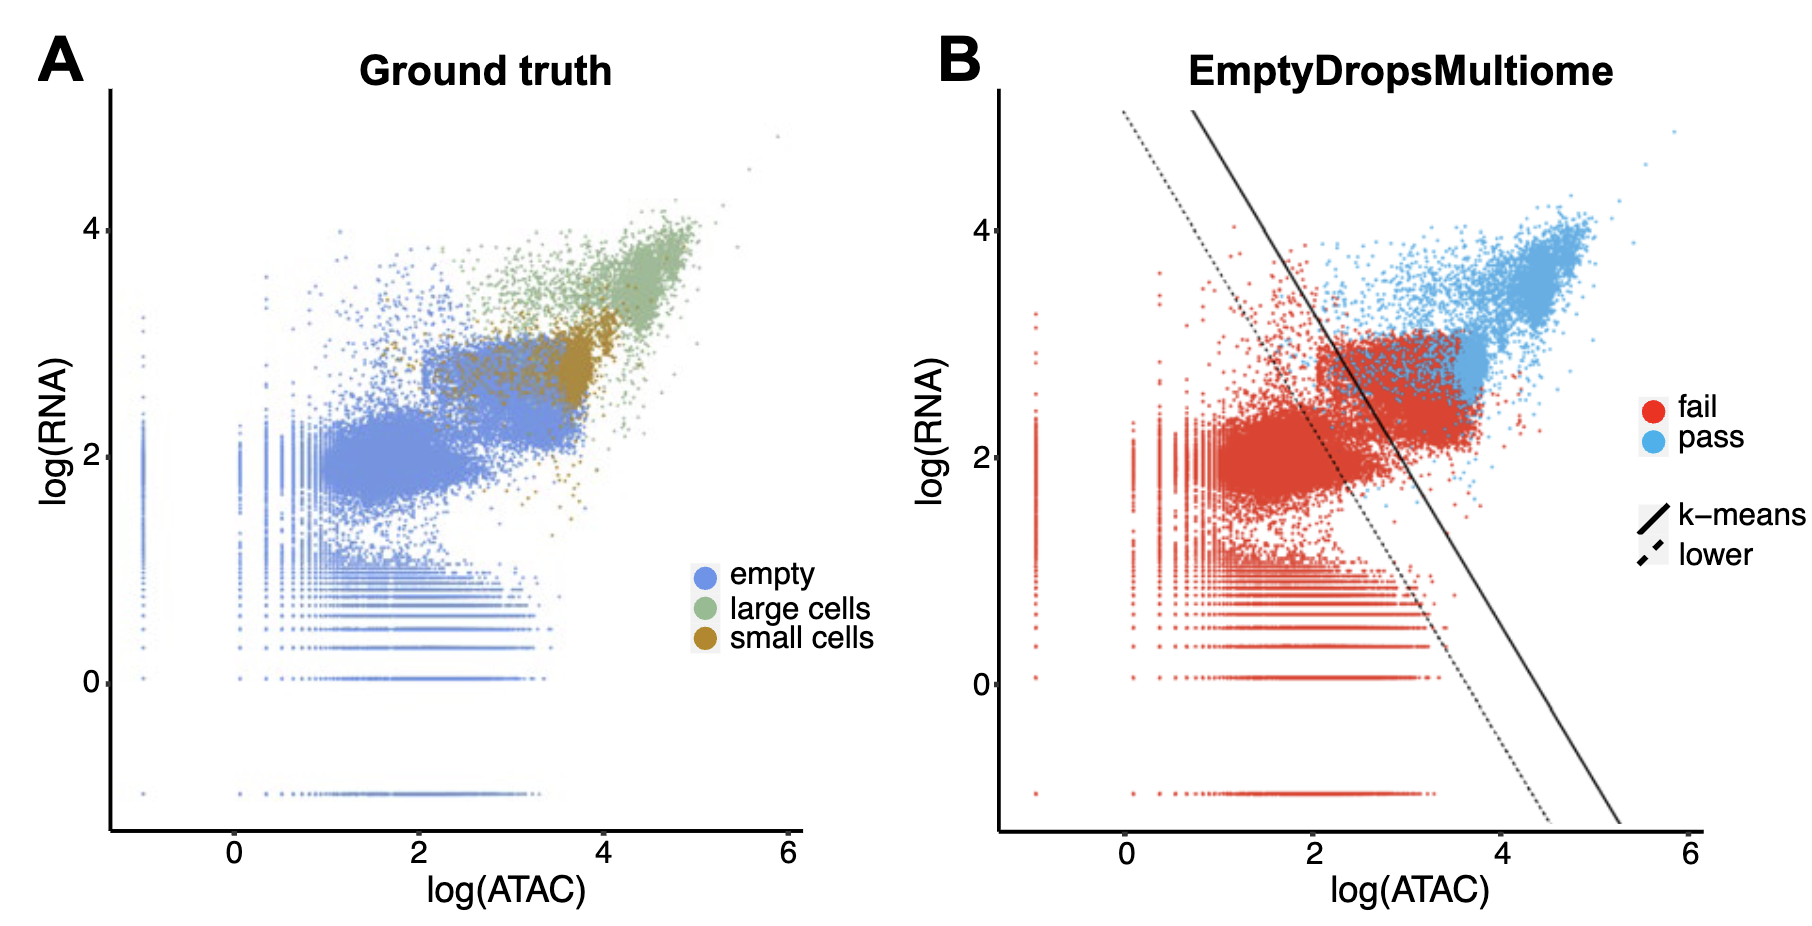 A
Ground truth
log(RNA)
4
2
0
0
2
4
6
log(ATAC)
empty
large cells
small cells
B
EmptyDropsMultiome
log(RNA)
4
2
0
0
2
4
6
log(ATAC)
fail
pass
k−means
lower